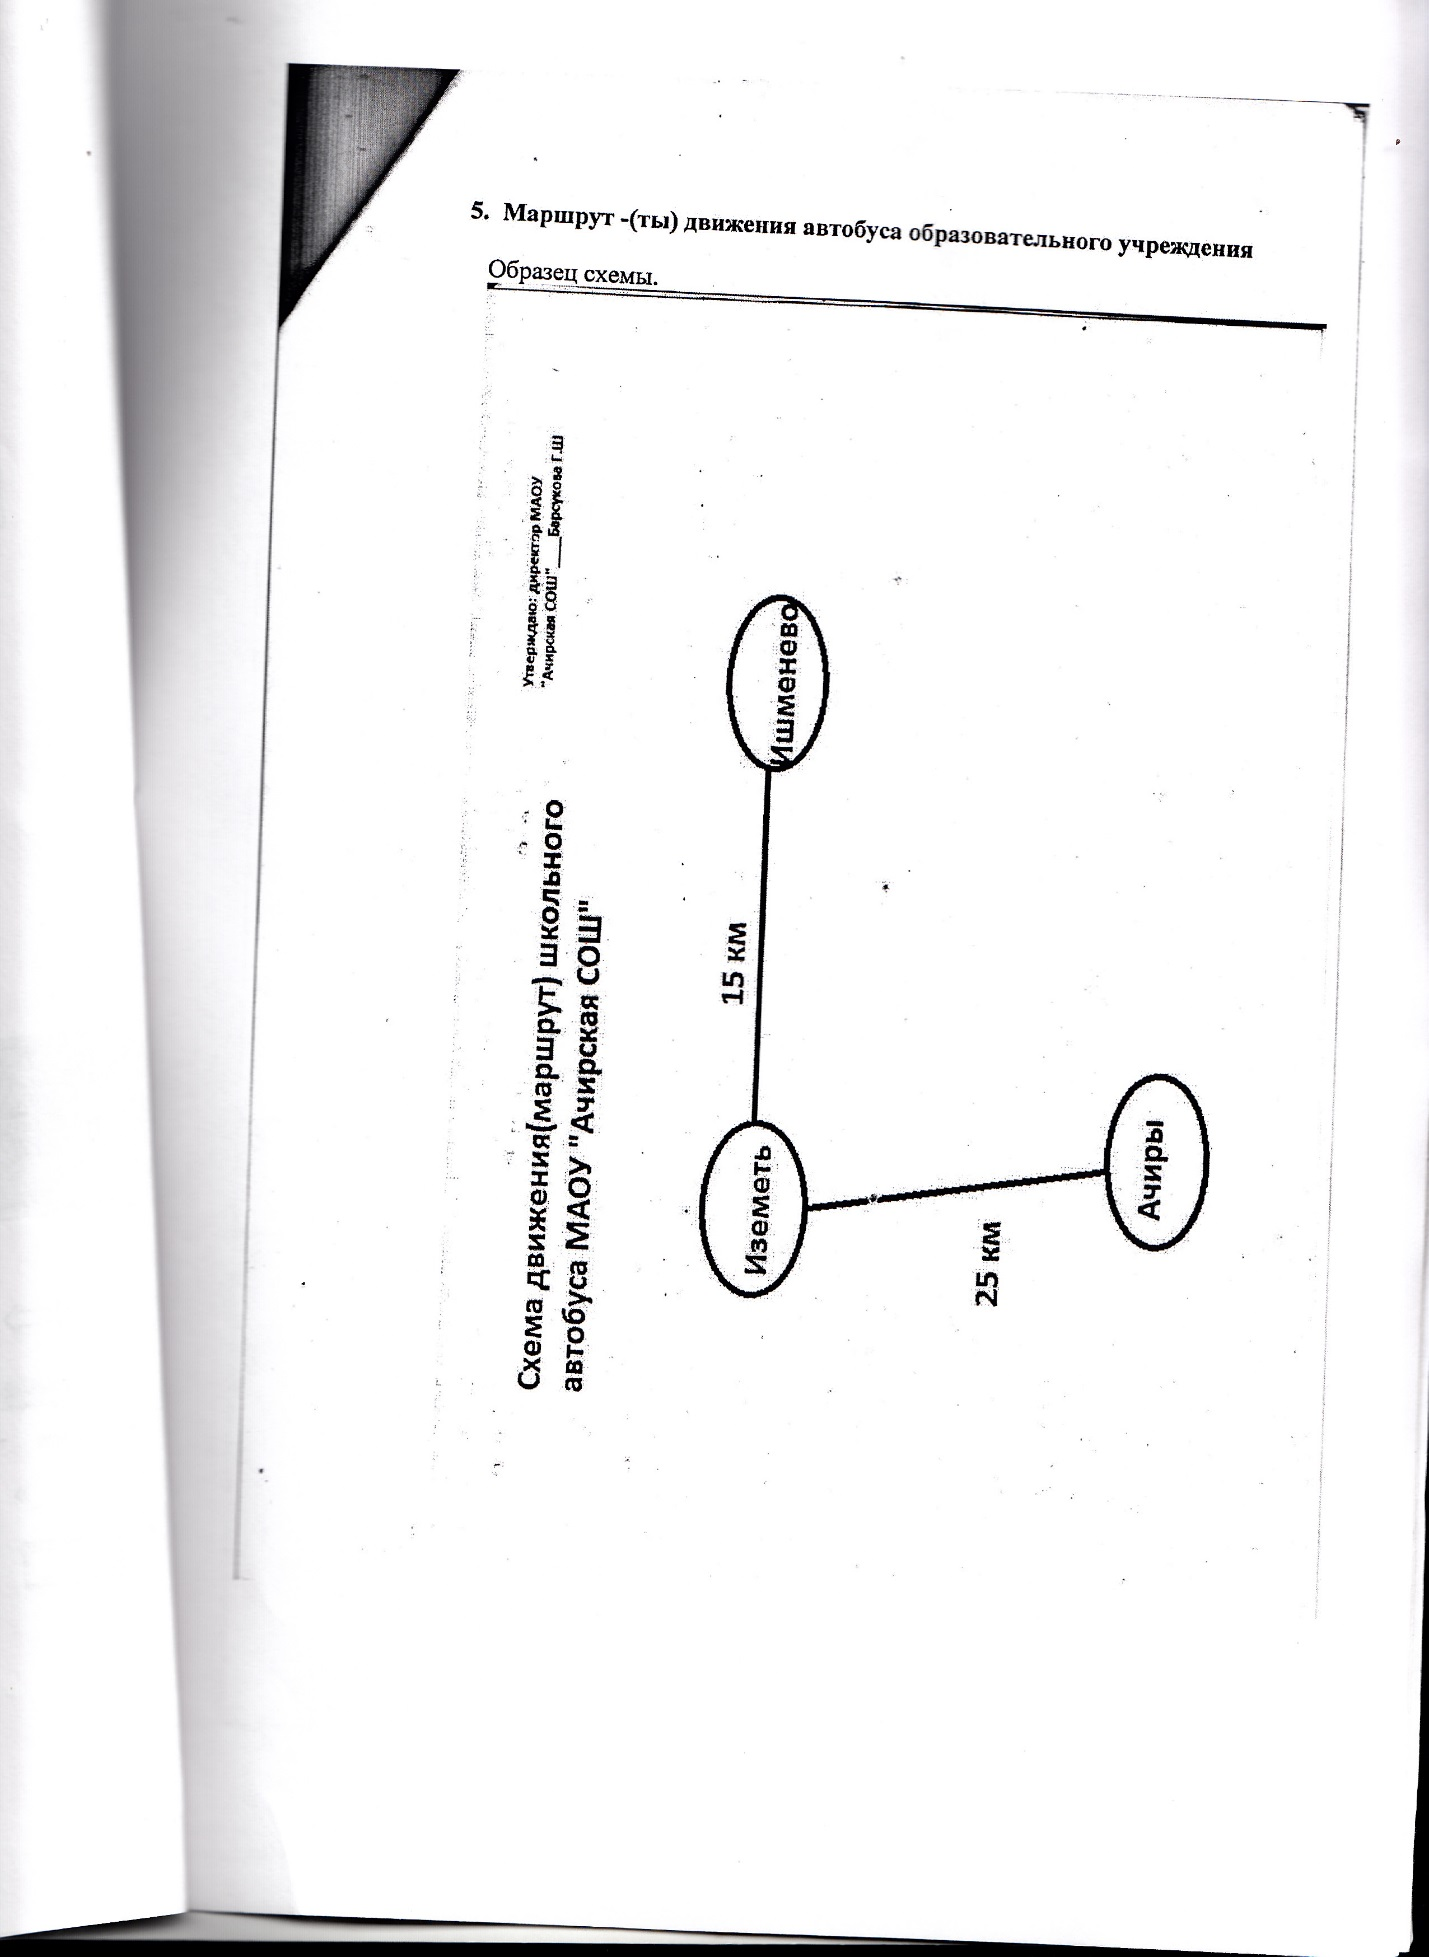 5. Маршрут -(ты) движения автобуса образовательного учреждения
Образец схемы.
Утверждаю: директор МАОУ
"Ачирская СОШ"____Барсукова Г.Ш
Схема движения(маршрут) школьного
автобуса МАОУ "Ачирская СОШ"
Иземеть
15 км
Ишменево
25 км
Ачиры